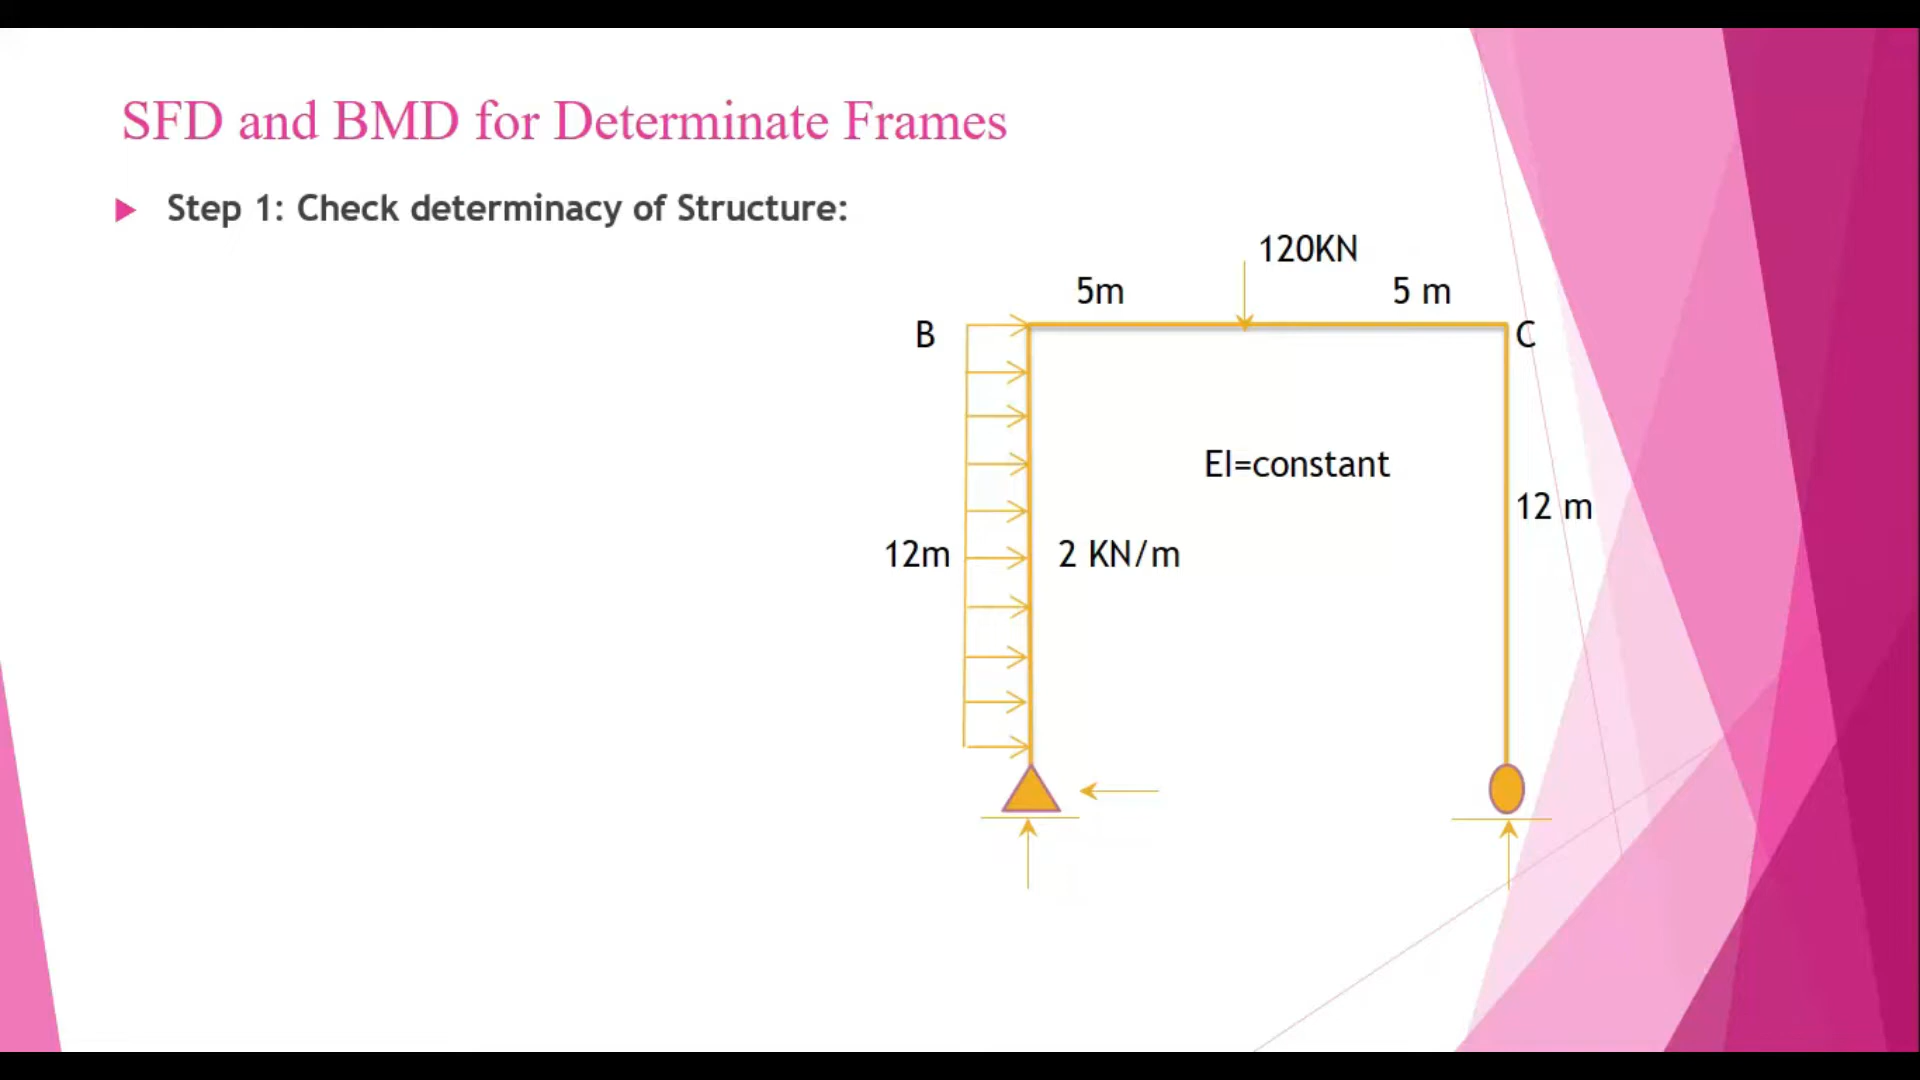 SFD and BMD for Determinate Frames
Step 1: Check determinacy of Structure:
120KN
5m
5 m
B
C
EI=constant
12 m
12m
2 KN/m